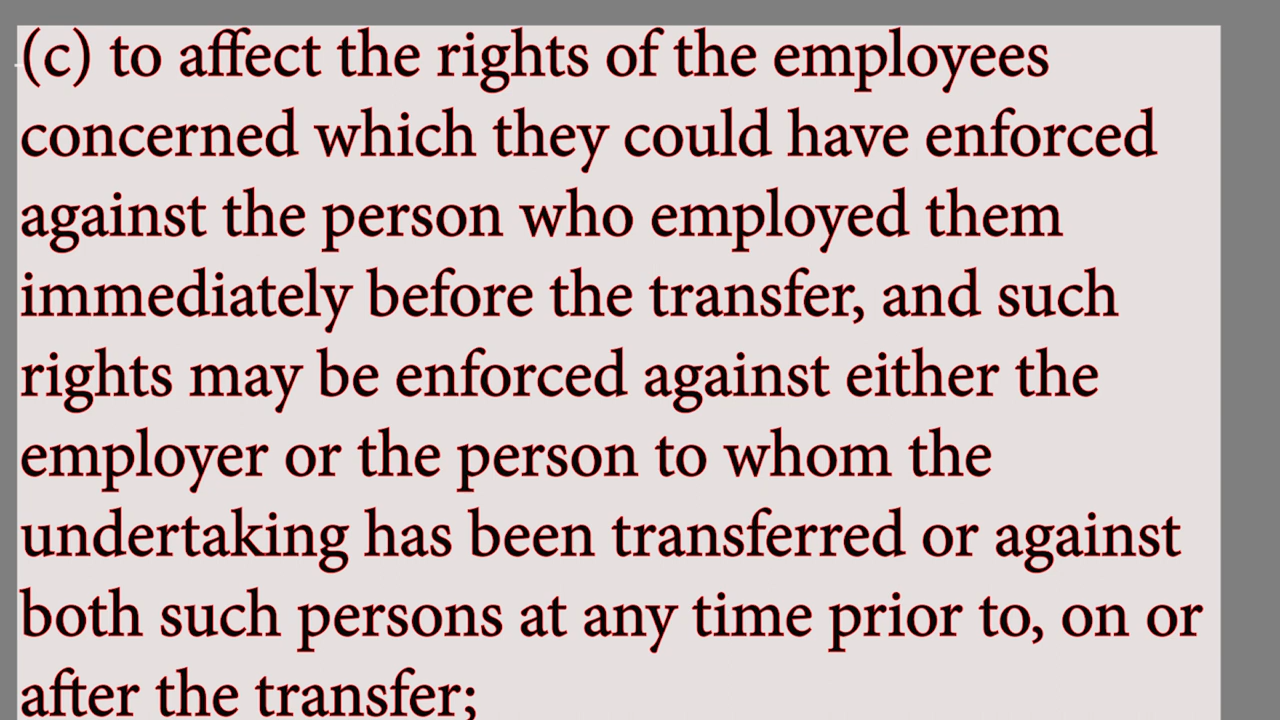 (c) to affect the rights of the employees
concerned which they could have enforced
against the person who employed them
immediately before the transfer, and such
rights may be enforced against either the
employer or the person to whom the
undertaking has been transferred or against
both such persons at any time prior to, on or
after the transfer;